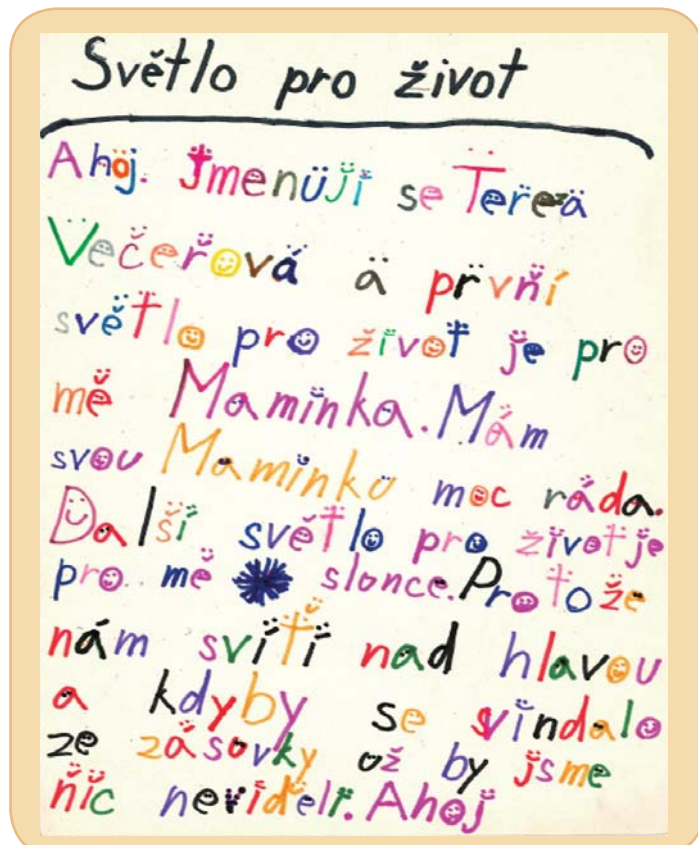 Světlo pro život
Ahoj. Jmenuji se Tereza
Večeřová a první
světlo pro život je pro
mě Maminka. Mám
svou Maminku moc ráda.
Další světlo pro život je
pro mě slonce. Protože
nám svítí nad hlavou
a kdyby se vindalo
ze zásovky ož by jsme
nic neviděli. Ahoj